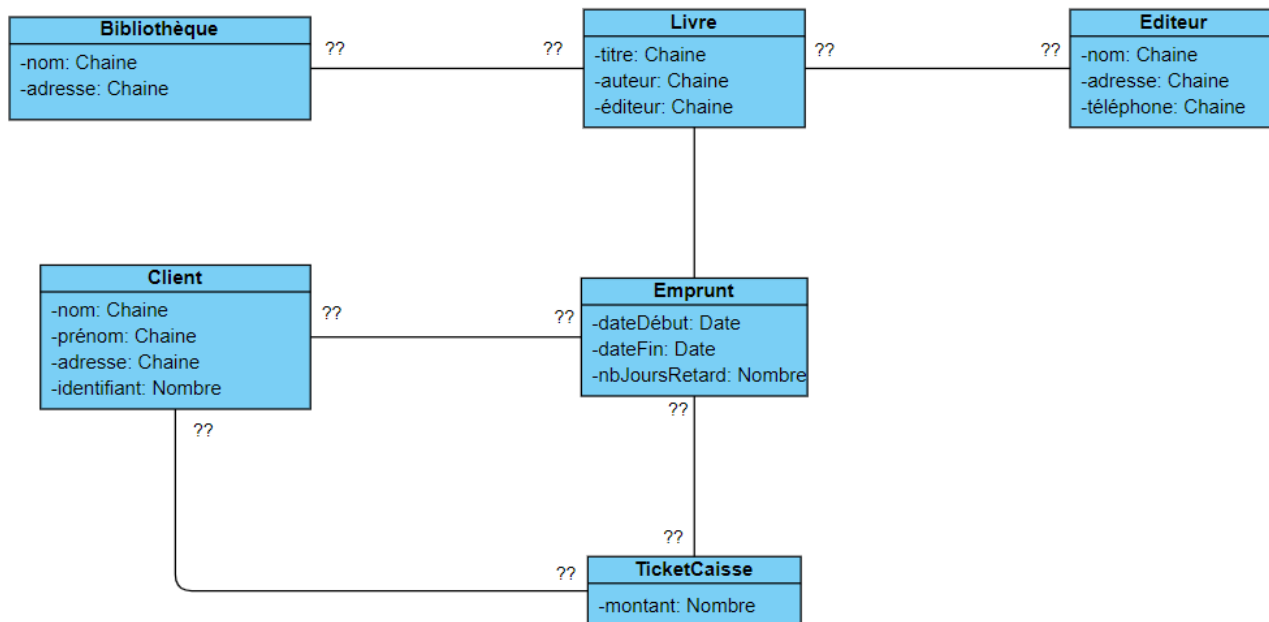 Bibliothèque
-nom: Chaine
-adresse: Chaine
??
??
Livre
-titre: Chaine
-auteur: Chaine
-éditeur: Chaine
??
??
Editeur
-nom: Chaine
-adresse: Chaine
-téléphone: Chaine
Client
-nom: Chaine
-prénom: Chaine
-adresse: Chaine
-identifiant: Nombre
??
??
Emprunt
-dateDébut: Date
-dateFin: Date
-nbJoursRetard: Nombre
??
??
??
??
TicketCaisse
-montant: Nombre